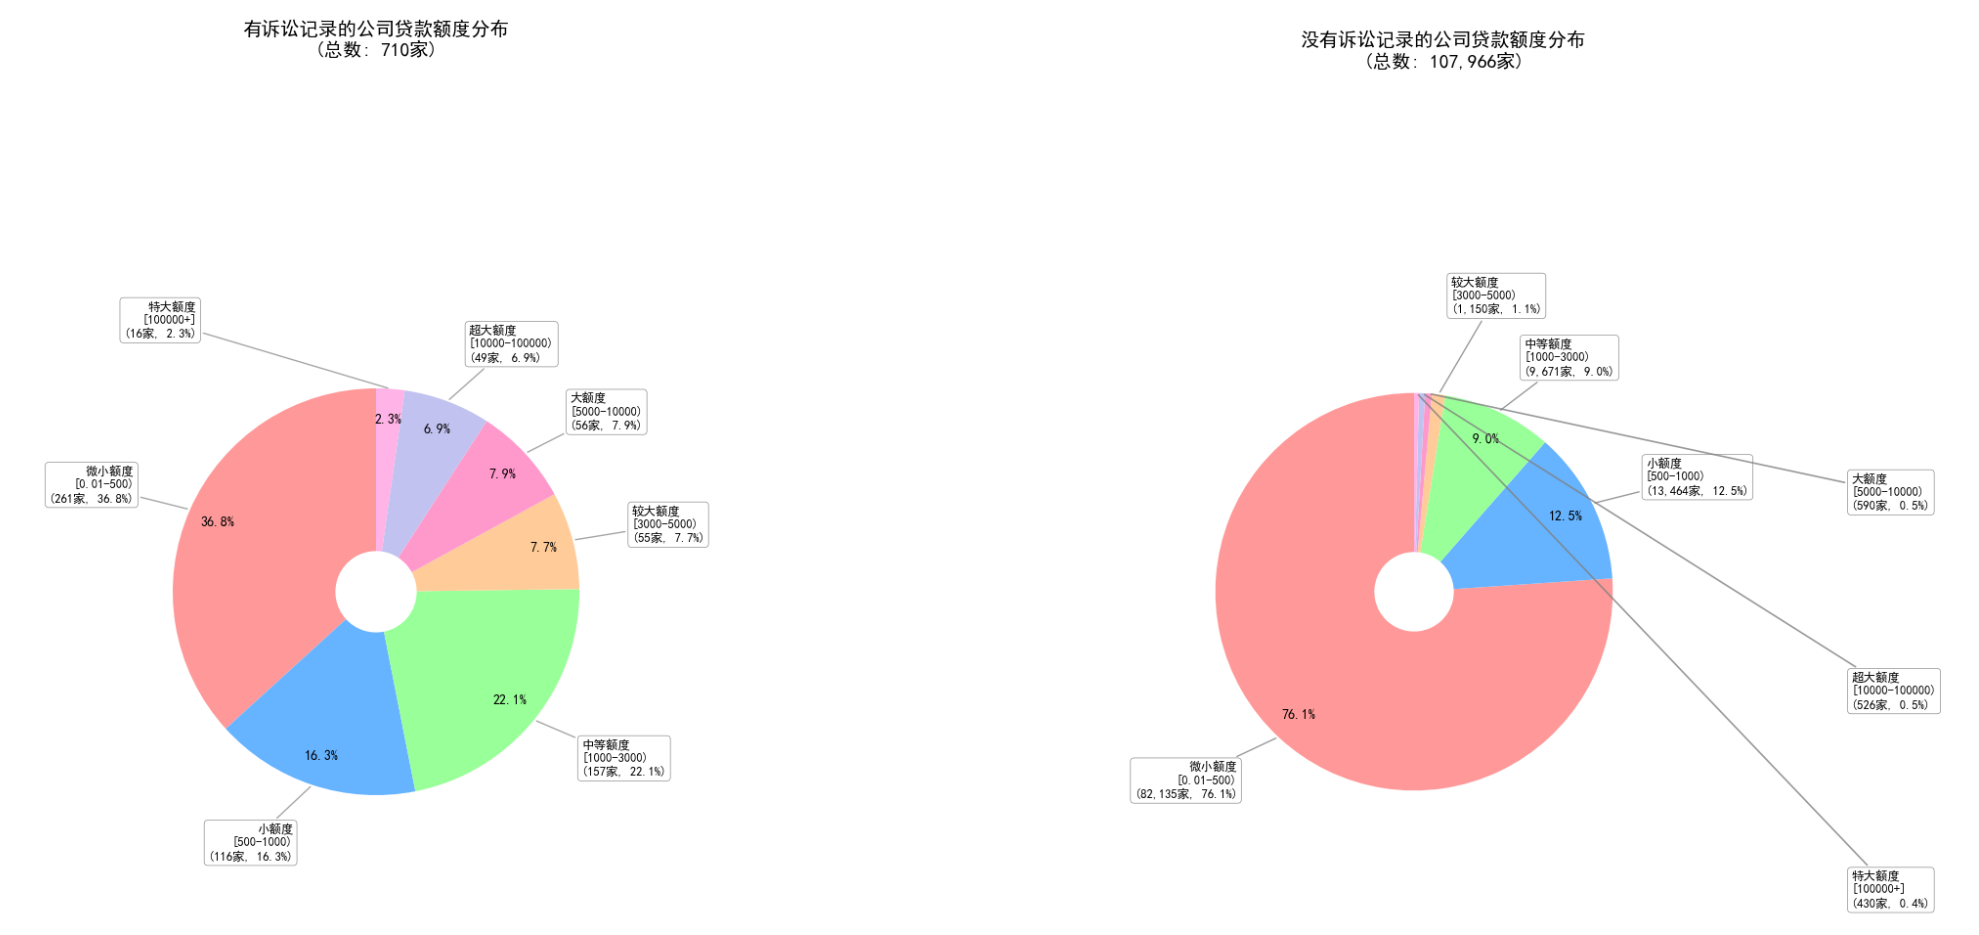 有诉讼记录的公司贷款额度分布
(总数: 710家)
特大额度
[100000+]
(16家, 2.3%)
超大额度
[10000-100000)
(49家, 6.9%)
大额度
[5000-10000)
(56家, 7.9%)
微小额度
[0.01-500)
(261家, 36.8%)
较大额度
[3000-5000)
(55家, 7.7%)
中等额度
[1000-3000)
(157家, 22.1%)
小额度
[500-1000)
(116家, 16.3%)
2.3%
6.9%
7.9%
36.8%
7.7%
22.1%
16.3%
没有诉讼记录的公司贷款额度分布
(总数: 107,966家)
较大额度
[3000-5000)
(1,150家, 1.1%)
中等额度
[1000-3000)
(9,671家, 9.0%)
小额度
[500-1000)
(13,464家, 12.5%)
大额度
[5000-10000)
(590家, 0.5%)
超大额度
[10000-100000)
(526家, 0.5%)
微小额度
[0.01-500)
(82,135家, 76.1%)
特大额度
[100000+]
(430家, 0.4%)
9.0%
12.5%
76.1%